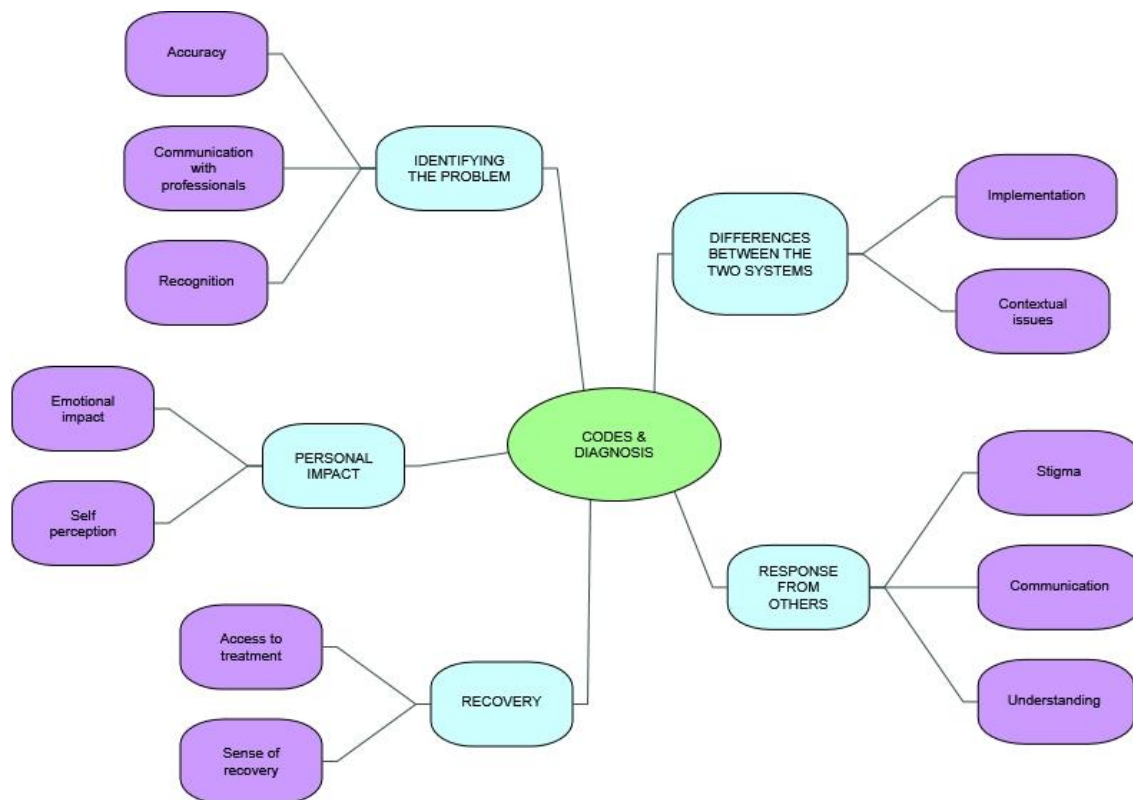 Accuracy
Communication
with
professionals
Recognition
IDENTIFYING
THE PROBLEM
DIFFERENCES
BETWEEN THE
TWO SYSTEMS
Implementation
Contextual
issues
Emotional
impact
Self
perception
PERSONAL
IMPACT
CODES &
DIAGNOSIS
Stigma
Communication
Understanding
RESPONSE
FROM
OTHERS
Access to
treatment
Sense of
recovery
RECOVERY